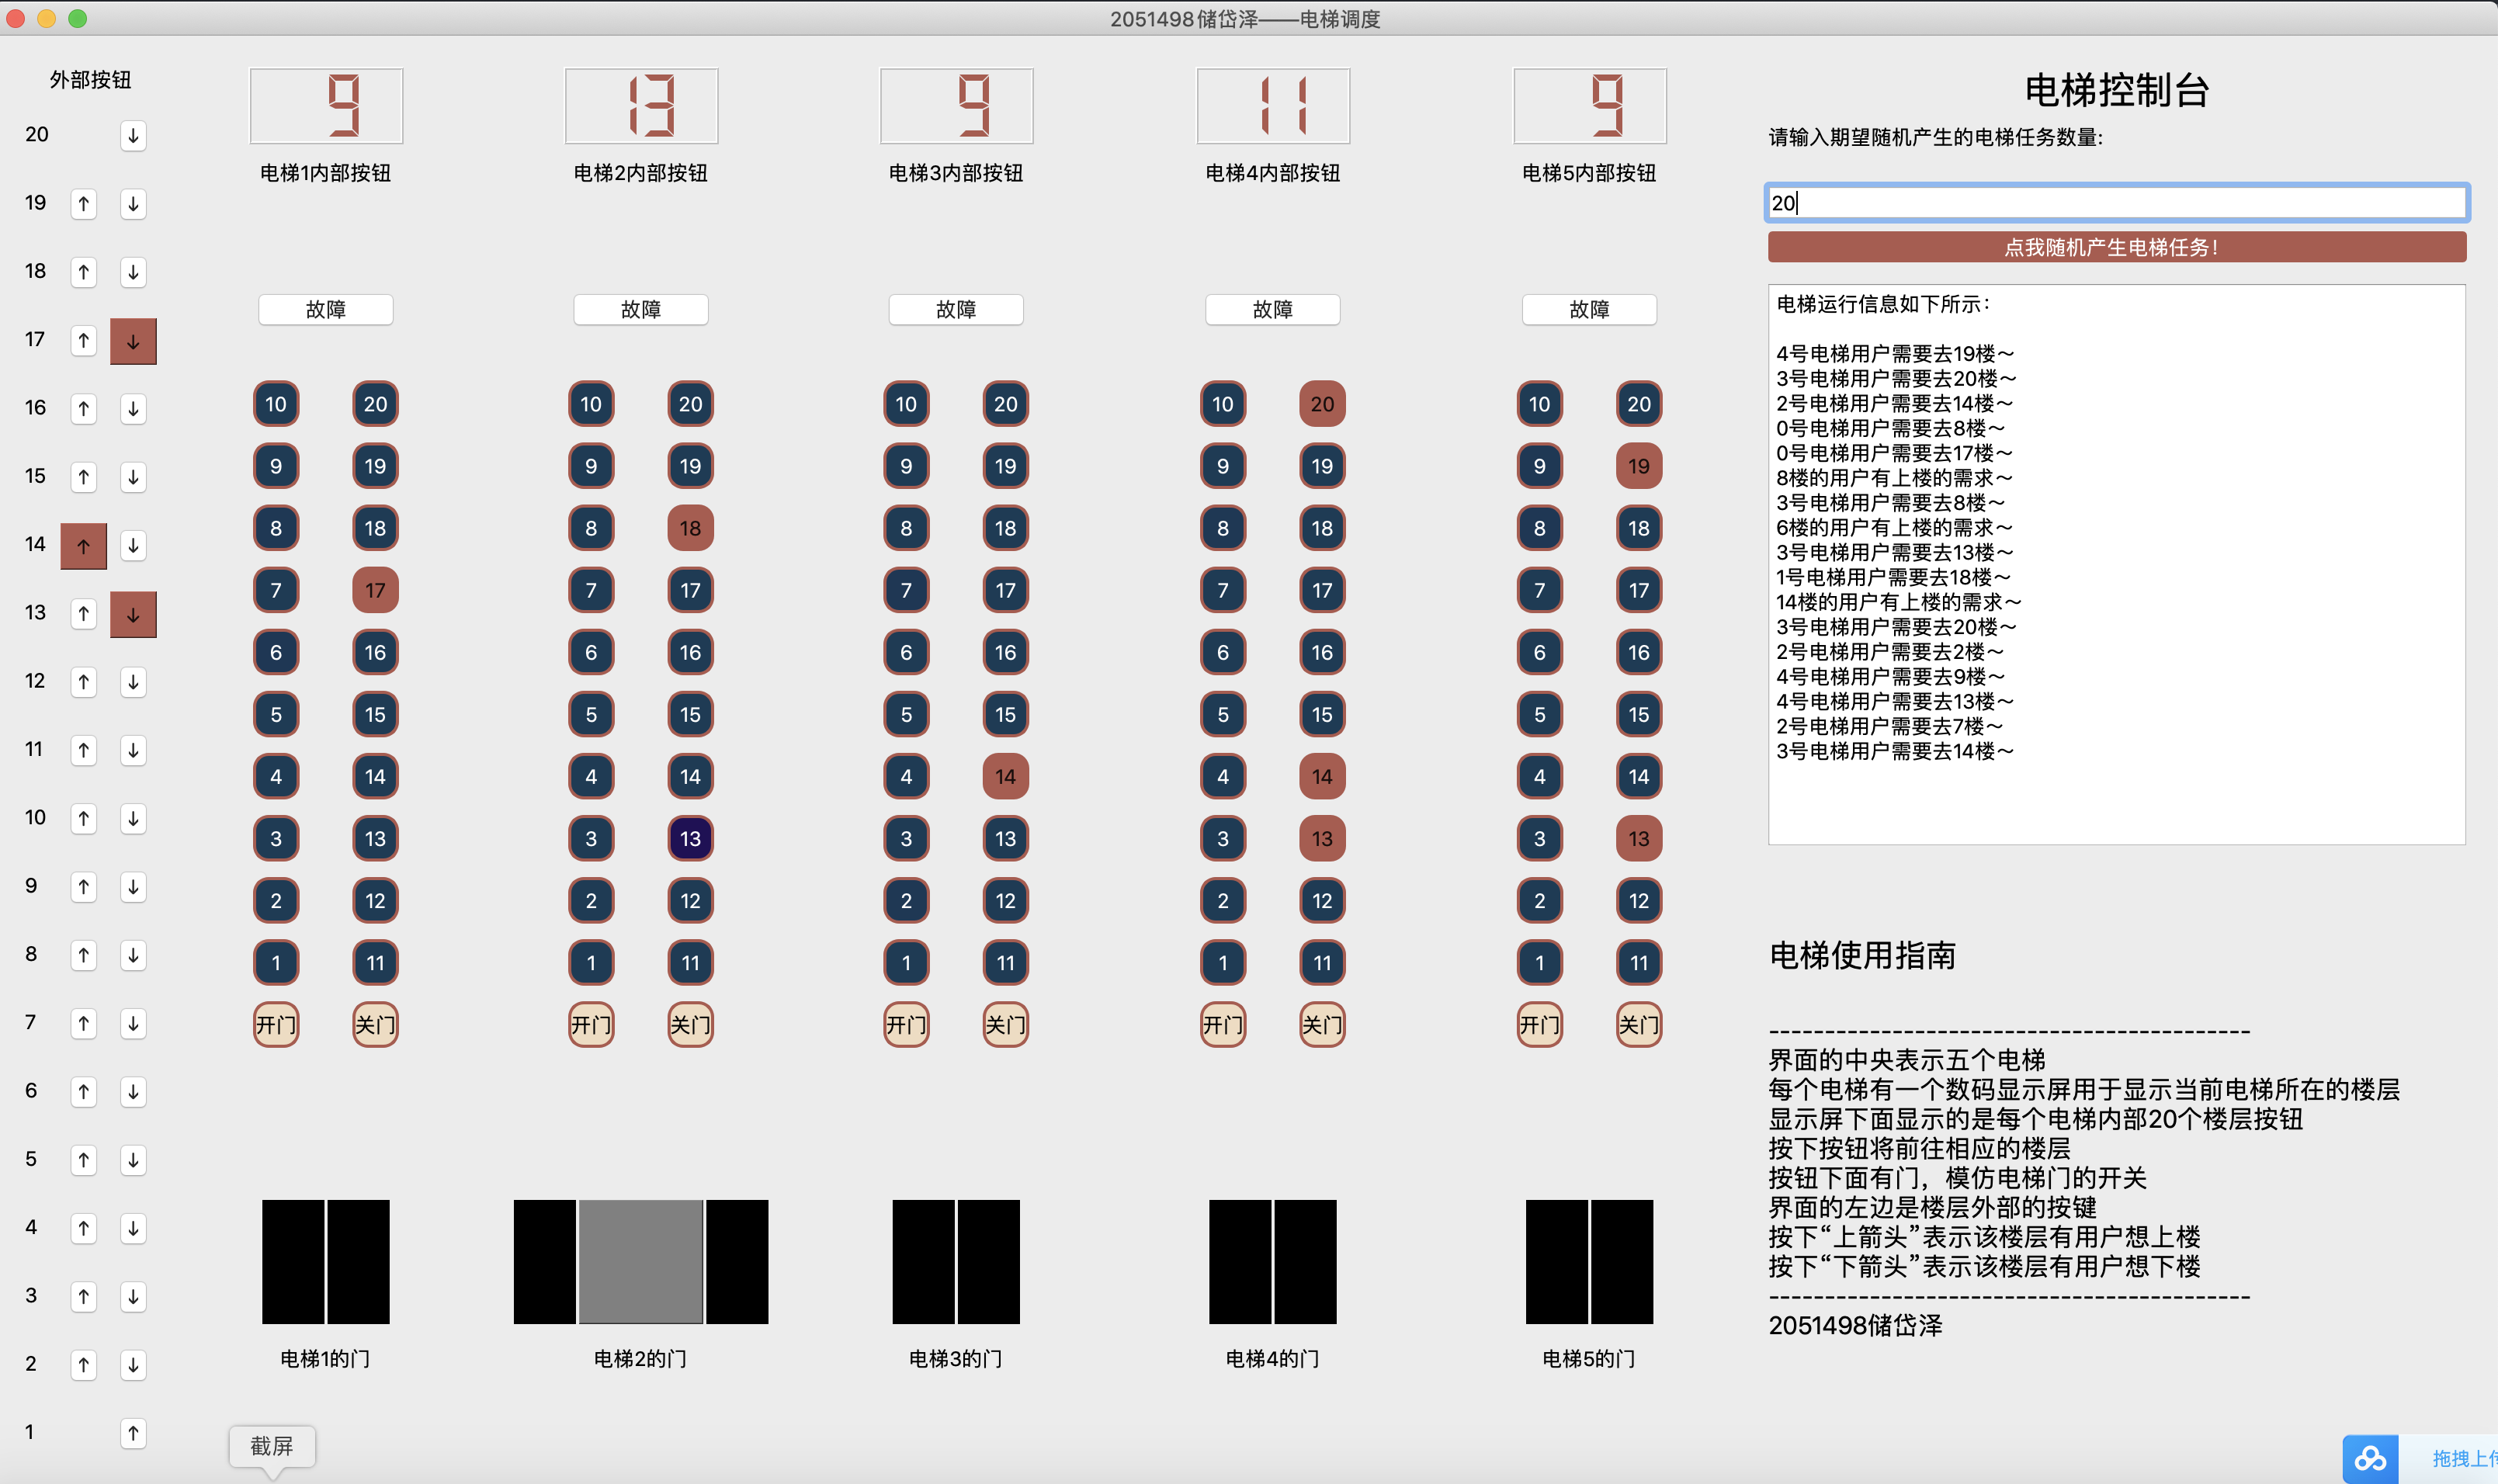 2051498储岱泽——电梯调度
外部按钮
20 ↓
19 ↑ ↓
18 ↑ ↓
17 ↑ ↓
16 ↑ ↓
15 ↑ ↓
14 ↑ ↓
13 ↑ ↓
12 ↑ ↓
11 ↑ ↓
10 ↑ ↓
9 ↑ ↓
8 ↑ ↓
7 ↑ ↓
6 ↑ ↓
5 ↑ ↓
4 ↑ ↓
3 ↑ ↓
2 ↑ ↓
1 ↑
9 13 9 11 9
电梯1内部按钮 电梯2内部按钮 电梯3内部按钮 电梯4内部按钮 电梯5内部按钮
故障 故障 故障 故障 故障
10 20 10 20 10 20 10 20 10 20
9 19 9 19 9 19 9 19 9 19
8 18 8 18 8 18 8 18 8 18
7 17 7 17 7 17 7 17 7 17
6 16 6 16 6 16 6 16 6 16
5 15 5 15 5 15 5 15 5 15
4 14 4 14 4 14 4 14 4 14
3 13 3 13 3 13 3 13 3 13
2 12 2 12 2 12 2 12 2 12
1 11 1 11 1 11 1 11 1 11
开门 关门 开门 关门 开门 关门 开门 关门 开门 关门
电梯1的门 电梯2的门 电梯3的门 电梯4的门 电梯5的门
截屏
电梯控制台
请输入期望随机产生的电梯任务数量:
20
点我随机产生电梯任务!
电梯运行信息如下所示:
4号电梯用户需要去19楼～
3号电梯用户需要去20楼～
2号电梯用户需要去14楼～
0号电梯用户需要去8楼～
0号电梯用户需要去17楼～
8楼的用户有上楼的需求～
3号电梯用户需要去8楼～
6楼的用户有上楼的需求～
3号电梯用户需要去13楼～
1号电梯用户需要去18楼～
14楼的用户有上楼的需求～
3号电梯用户需要去20楼～
2号电梯用户需要去2楼～
4号电梯用户需要去9楼～
4号电梯用户需要去13楼～
2号电梯用户需要去7楼～
3号电梯用户需要去14楼～
电梯使用指南
-------------------------------------------
界面的中央表示五个电梯
每个电梯有一个数码显示屏用于显示当前电梯所在的楼层
显示屏下面显示的是每个电梯内部20个楼层按钮
按下按钮将前往相应的楼层
按钮下面有门，模仿电梯门的开关
界面的左边是楼层外部的按键
按下“上箭头”表示该楼层有用户想上楼
按下“下箭头”表示该楼层有用户想下楼
-------------------------------------------
2051498储岱泽
拖拽上